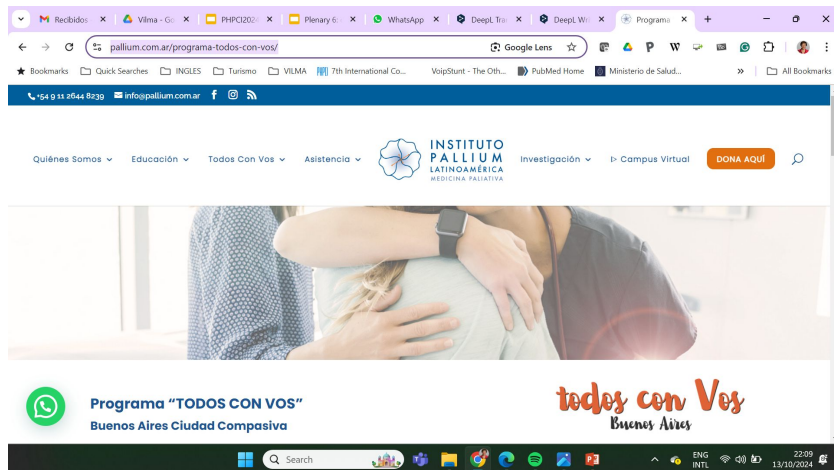 Recibidos
Vilma - Go
PHPCI202
Plenary 6:
WhatsApp
DeepL Tra
DeepL Wri
Programa
pallium.com.ar/programa-todos-con-vos/
Google Lens
Bookmarks
Quick Searches
INGLES
Turismo
VILMA
7th International Co...
VoipStunt - The Oth...
PubMed Home
Ministerio de Salud...
»
All Bookmarks
+54 9 11 2644 8239 info@pallium.com.ar
Quiénes Somos
Educación
Todos Con Vos
Asistencia
INSTITUTO
PALLIUM
LATINOAMÉRICA
MEDICINA PALIATIVA
Investigación
Campus Virtual
DONA AQUÍ
Programa “TODOS CON VOS”
Buenos Aires Ciudad Compasiva
todos con Vos
Buenos Aires
Search
ENG
INTL
22:09
13/10/2024